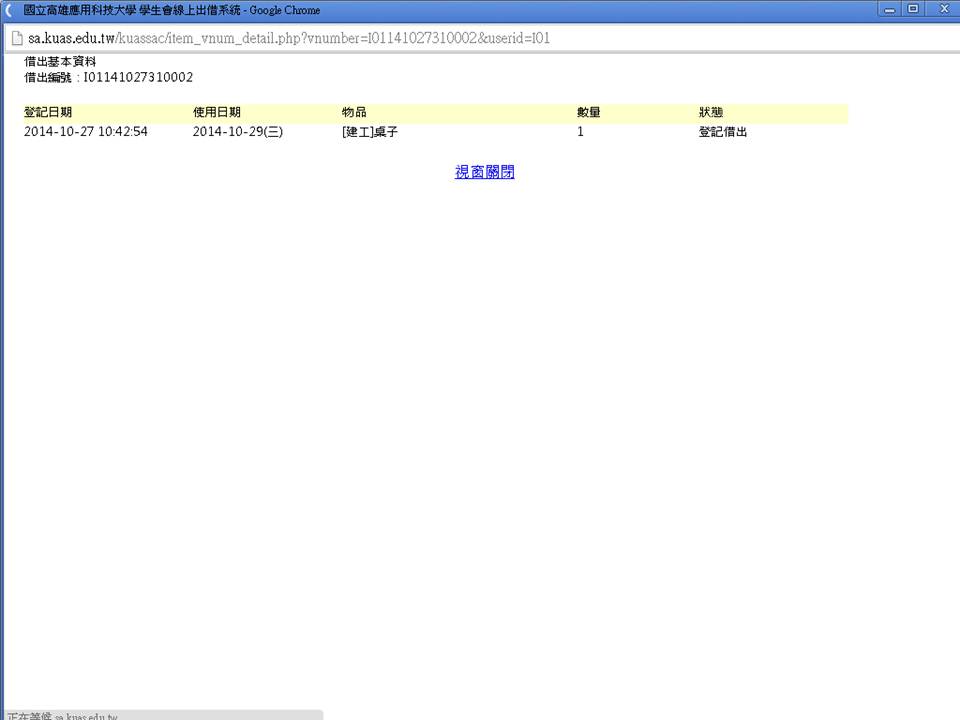 國立高雄應用科技大學 學生會線上出借系統 - Google Chrome
sa.kuas.edu.tw/kuassac/item_vnum_detail.php?vnumber=I01141027310002&userid=I01
借出基本資料
借出編號：I01141027310002
登記日期 使用日期 物品 數量 狀態
2014-10-27 10:42:54 2014-10-29(三) [建工]桌子 1 登記借出
視窗關閉
正在等候 sa.kuas.edu.tw